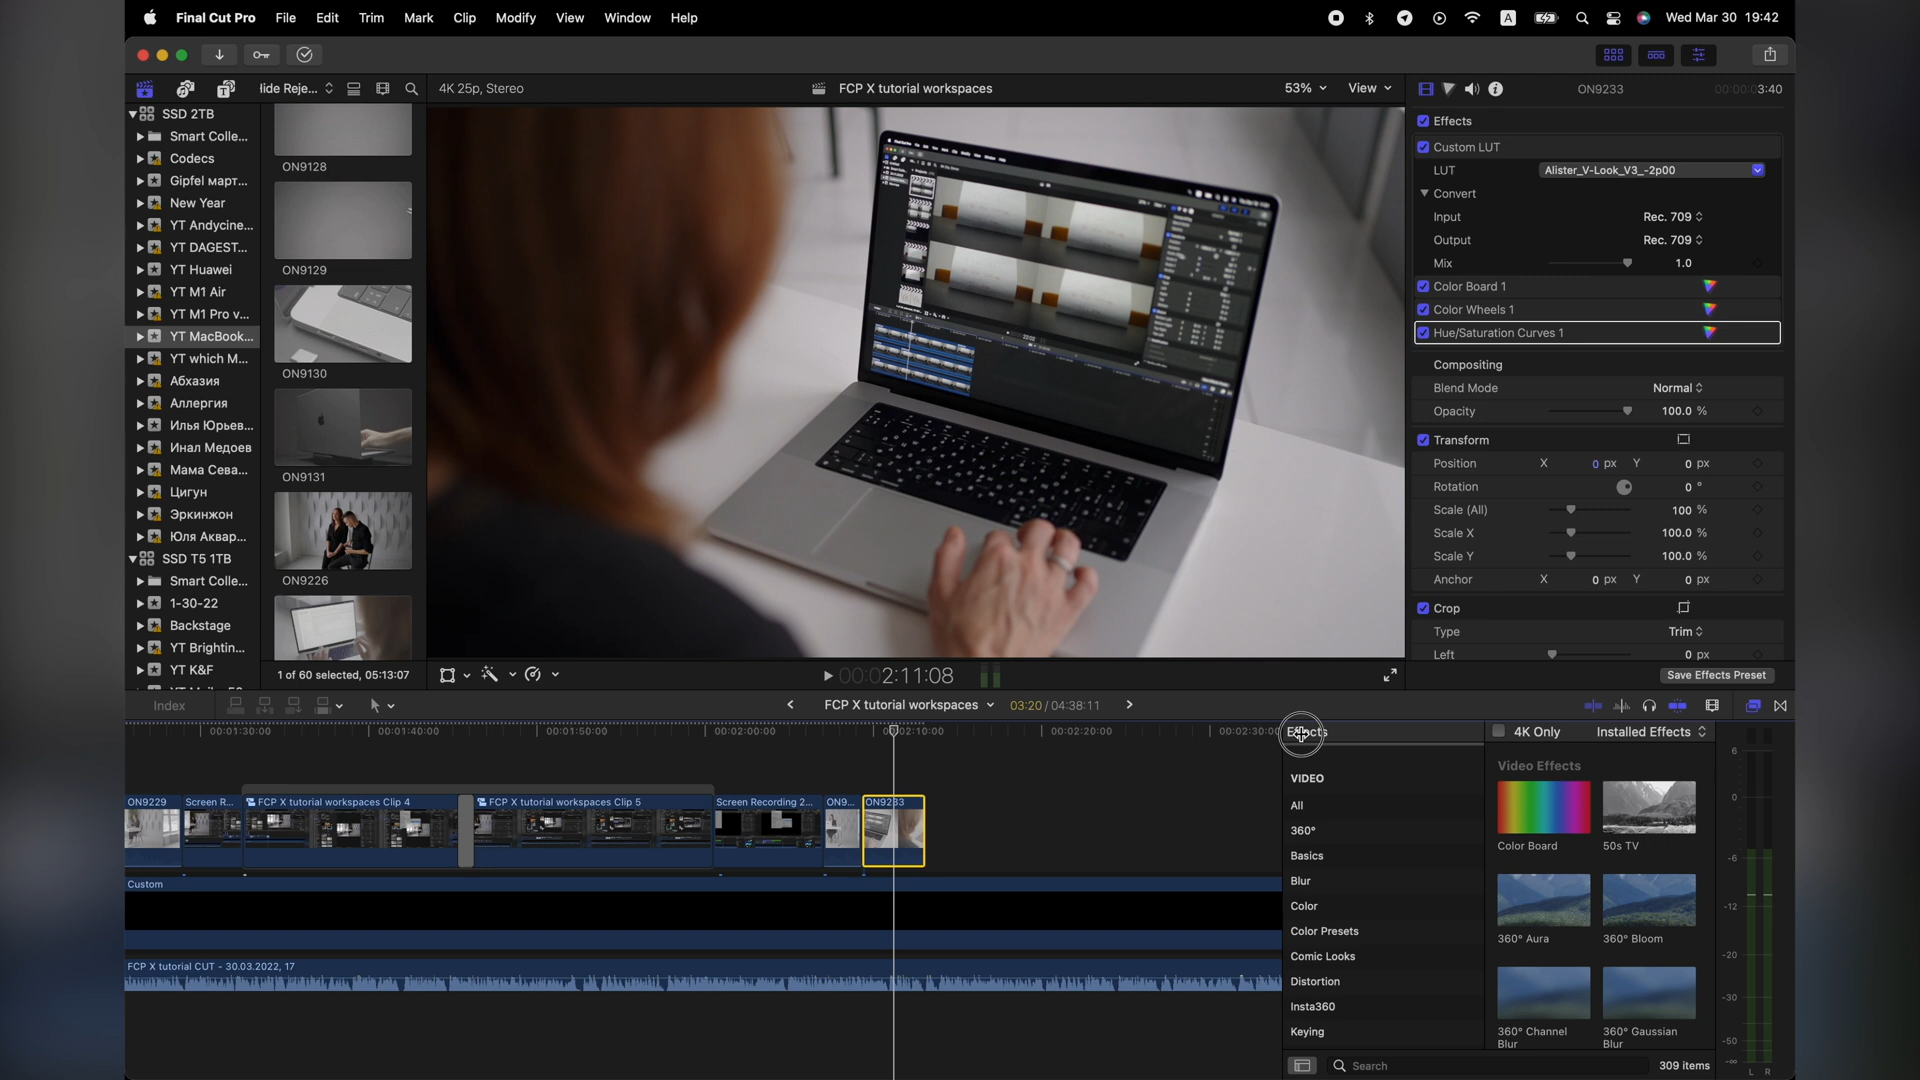 Final Cut Pro File Edit Trim Mark Clip Modify View Window Help A Wed Mar 30 19:42
Hide Reje... 4K 25p, Stereo FCP X tutorial workspaces 53% View ON9233 00:00:03:40
SSD 2TB
Smart Colle...
Codecs
Gipfel март...
New Year
YT Andycine...
YT DAGEST...
YT Huawei
YT M1 Air
YT M1 Pro v...
YT MacBook...
YT which M...
Абхазия
Аллергия
Илья Юрьев...
Инал Медоев
Мама Сева...
Цигун
Эркинжон
Юля Аквар...
SSD T5 1TB
Smart Colle...
1-30-22
Backstage
YT Brightin...
YT K&F
ON9128
ON9129
ON9130
ON9131
ON9226
1 of 60 selected, 05:13:07
00:02:11:08
Effects
Custom LUT
LUT Alister_V-Look_V3_-2p00
Convert
Input Rec. 709
Output Rec. 709
Mix 1.0
Color Board 1
Color Wheels 1
Hue/Saturation Curves 1
Compositing
Blend Mode Normal
Opacity 100.0 %
Transform
Position X 0 px Y 0 px
Rotation 0 °
Scale (All) 100 %
Scale X 100.0 %
Scale Y 100.0 %
Anchor X 0 px Y 0 px
Crop
Type Trim
Left 0 px
Save Effects Preset
Index FCP X tutorial workspaces 03:20 / 04:38:11
00:01:30:00 00:01:40:00 00:01:50:00 00:02:00:00 00:02:10:00 00:02:20:00 00:02:30:00
ON9229 Screen R... FCP X tutorial workspaces Clip 4 FCP X tutorial workspaces Clip 5 Screen Recording 2... ON9... ON9233
Custom
FCP X tutorial CUT - 30.03.2022, 17
Effects 4K Only Installed Effects
VIDEO
All
360°
Basics
Blur
Color
Color Presets
Comic Looks
Distortion
Insta360
Keying
Video Effects
Color Board 50s TV
360° Aura 360° Bloom
360° Channel Blur 360° Gaussian Blur
Search 309 items
6
0
-6
-12
-20
-30
-50
-∞
L R